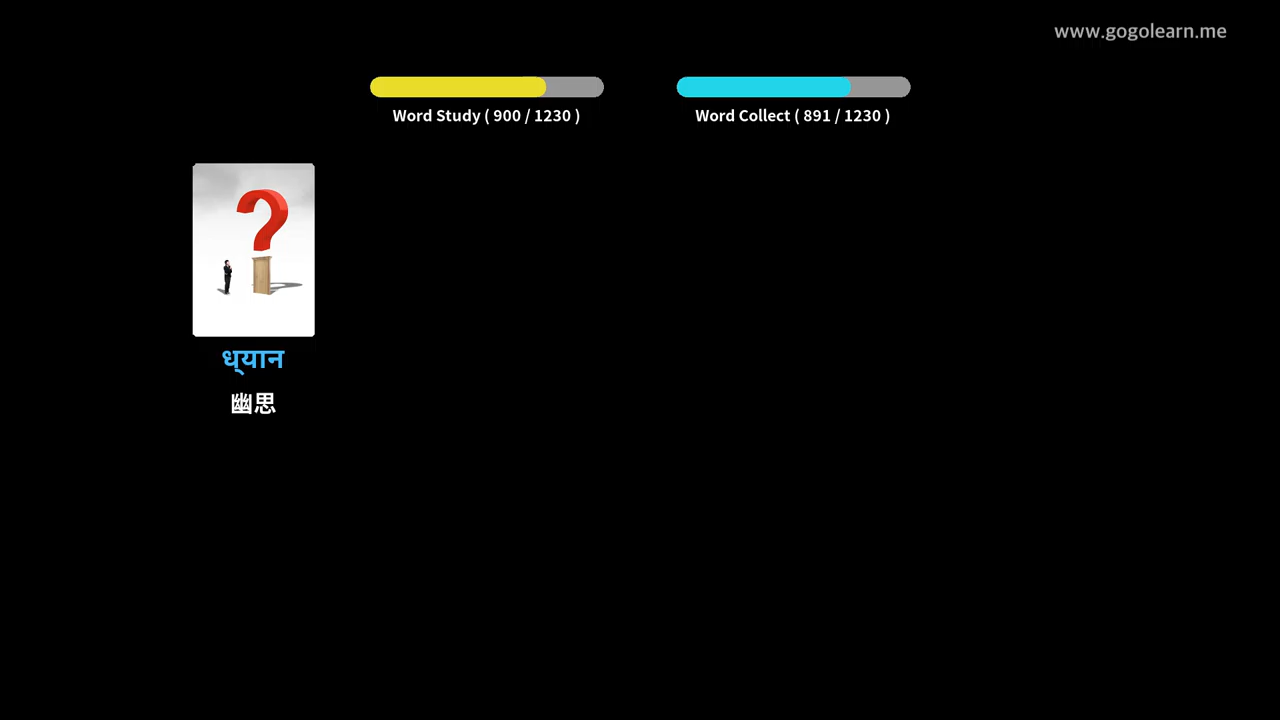 www.gogolearn.me
Word Study ( 900 / 1230 )
Word Collect ( 891 / 1230 )
ध्यान
幽思